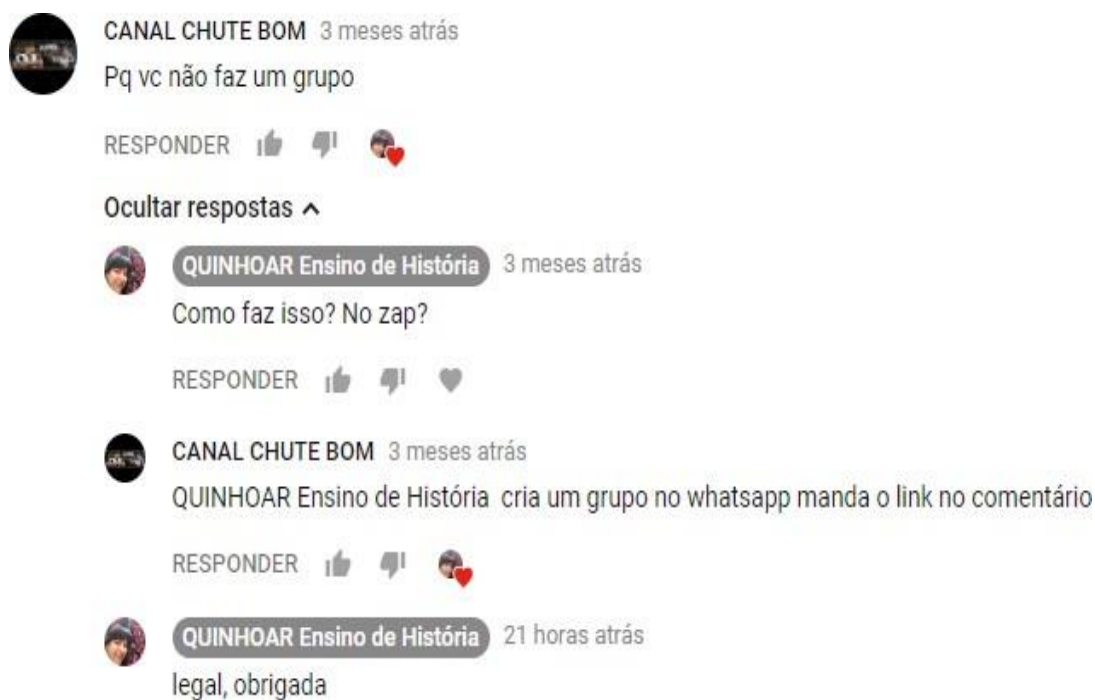 CANAL CHUTE BOM 3 meses atrás
Pq vc não faz um grupo
RESPONDER
Ocultar respostas
QUINHOAR Ensino de História 3 meses atrás
Como faz isso? No zap?
RESPONDER
CANAL CHUTE BOM 3 meses atrás
QUINHOAR Ensino de História cria um grupo no whatsapp manda o link no comentário
RESPONDER
QUINHOAR Ensino de História 21 horas atrás
legal, obrigada